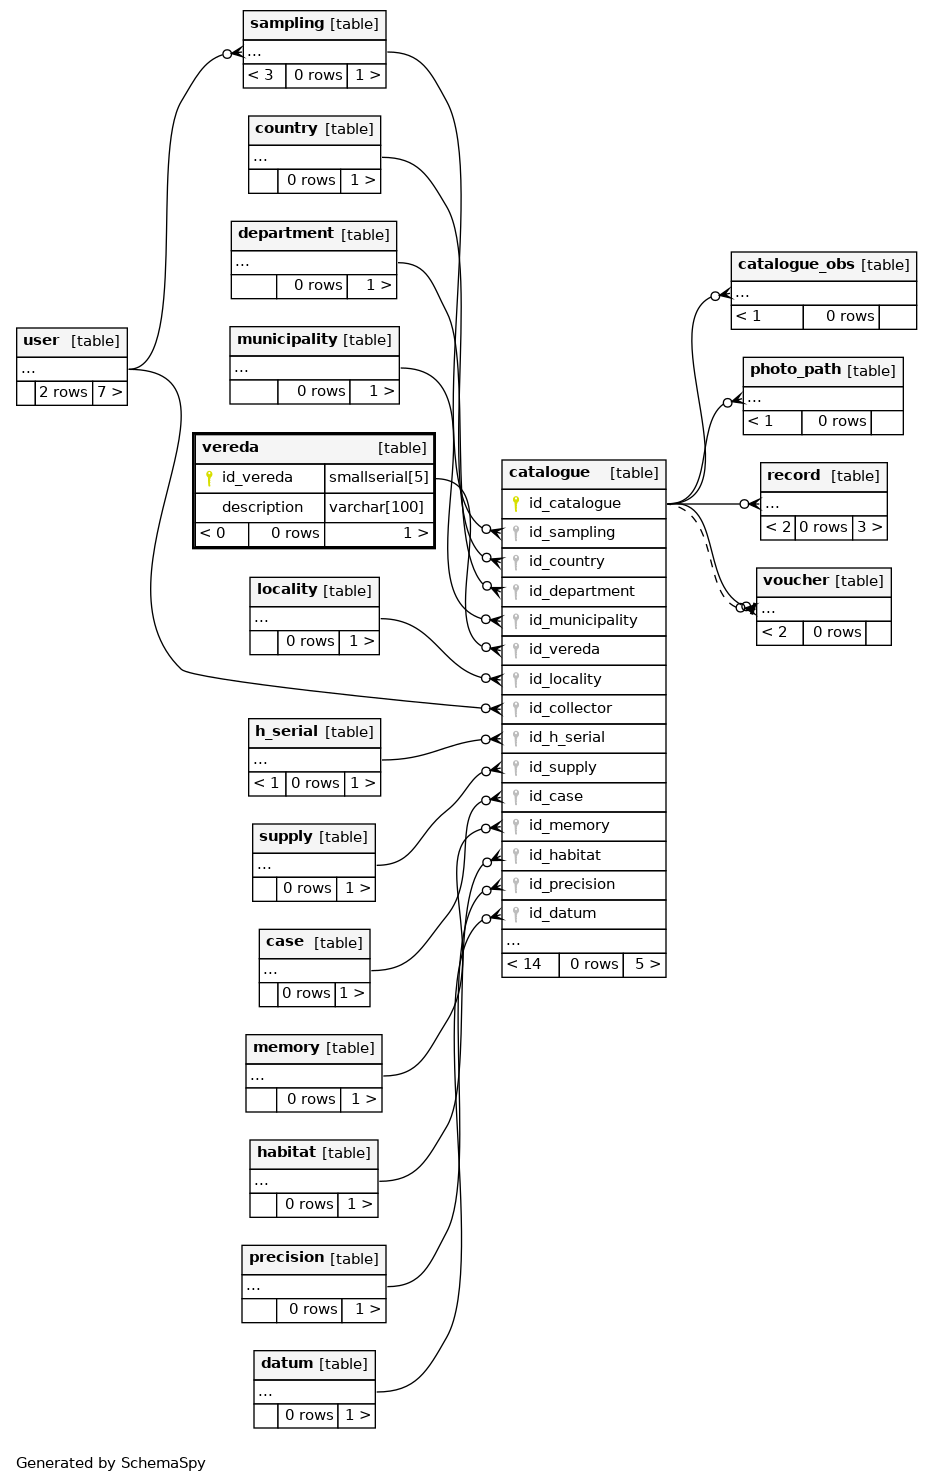 sampling [table]
...
< 3 0 rows 1 >
country [table]
...
0 rows 1 >
department [table]
...
0 rows 1 >
municipality [table]
...
0 rows 1 >
user [table]
...
2 rows 7 >
vereda [table]
id_vereda smallserial[5]
description varchar[100]
< 0 0 rows 1 >
locality [table]
...
0 rows 1 >
h_serial [table]
...
< 1 0 rows 1 >
supply [table]
...
0 rows 1 >
case [table]
...
0 rows 1 >
memory [table]
...
0 rows 1 >
habitat [table]
...
0 rows 1 >
precision [table]
...
0 rows 1 >
datum [table]
...
0 rows 1 >
catalogue [table]
id_catalogue
id_sampling
id_country
id_department
id_municipality
id_vereda
id_locality
id_collector
id_h_serial
id_supply
id_case
id_memory
id_habitat
id_precision
id_datum
...
< 14 0 rows 5 >
catalogue_obs [table]
...
< 1 0 rows
photo_path [table]
...
< 1 0 rows
record [table]
...
< 2 0 rows 3 >
voucher [table]
...
< 2 0 rows
Generated by SchemaSpy